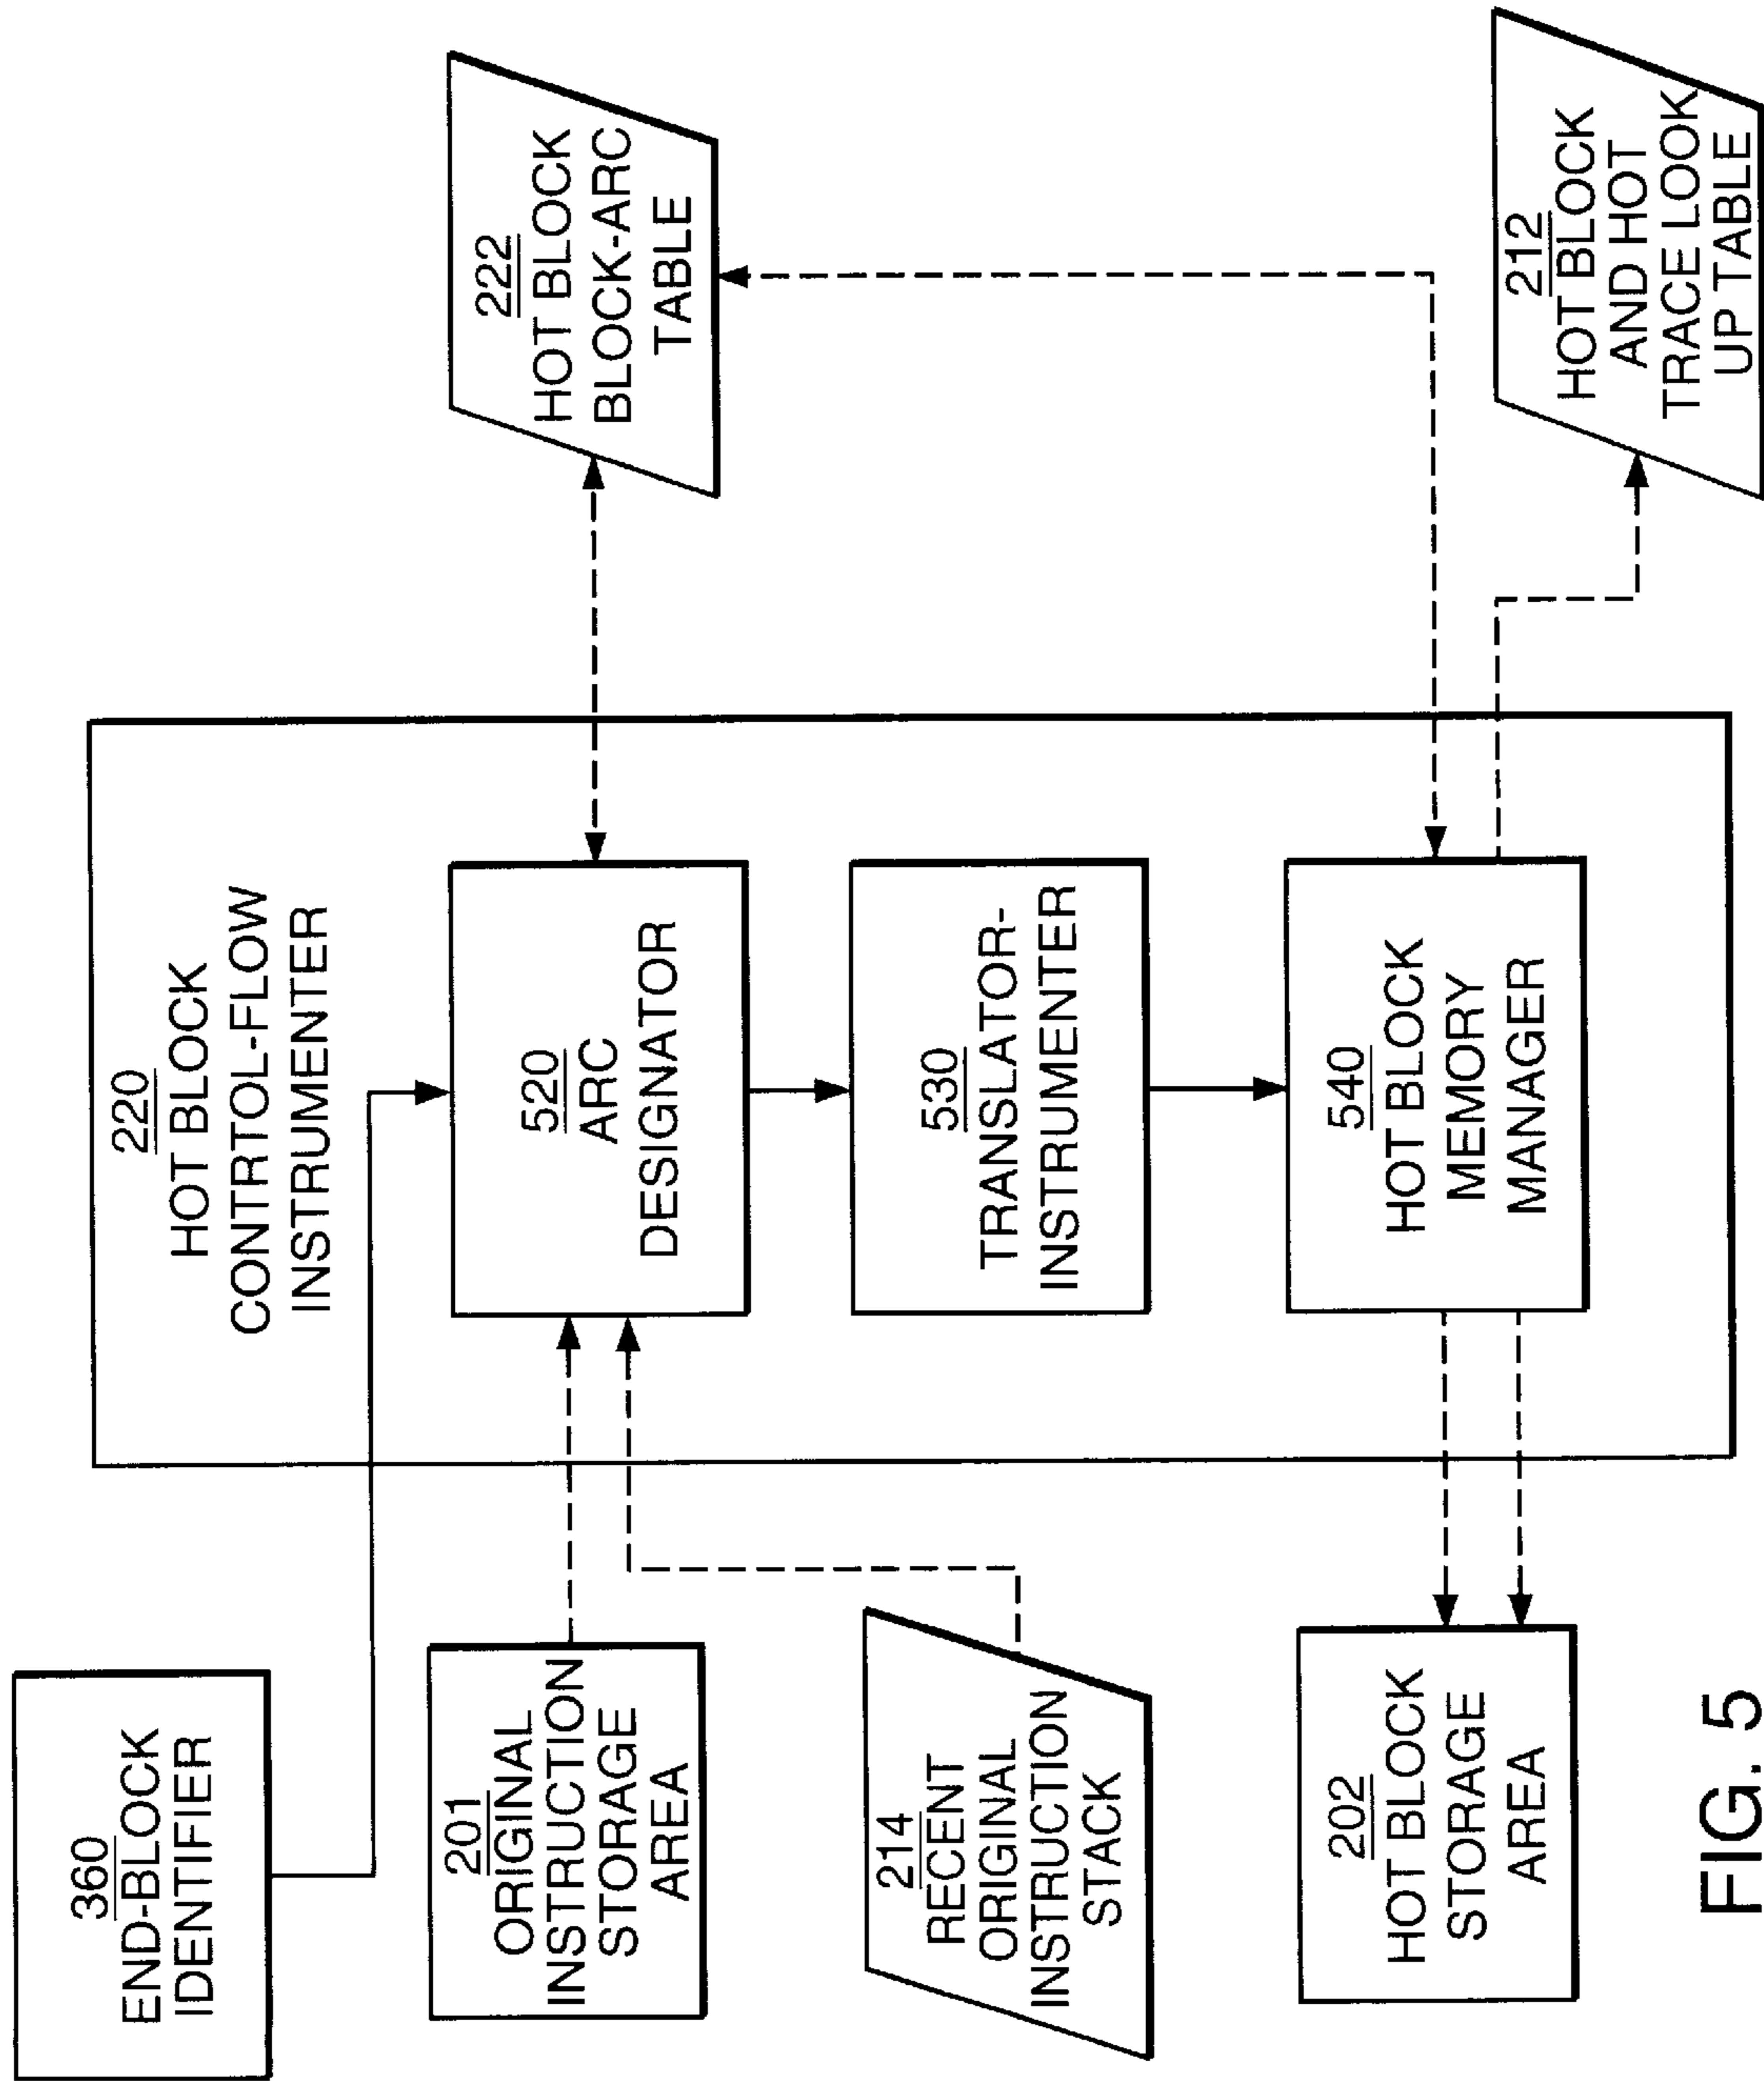 360
END-BLOCK
IDENTIFIER
201
ORIGINAL
INSTRUCTION
STORAGE
AREA
214
RECENT
ORIGINAL
INSTRUCTION
STACK
202
HOT BLOCK
STORAGE
AREA
220
HOT BLOCK
CONTRTOL-FLOW
INSTRUMENTER
520
ARC
DESIGNATOR
530
TRANSLATOR-
INSTRUMENTER
540
HOT BLOCK
MEMORY
MANAGER
222
HOT BLOCK
BLOCK-ARC
TABLE
212
HOT BLOCK
AND HOT
TRACE LOOK
UP TABLE
FIG. 5